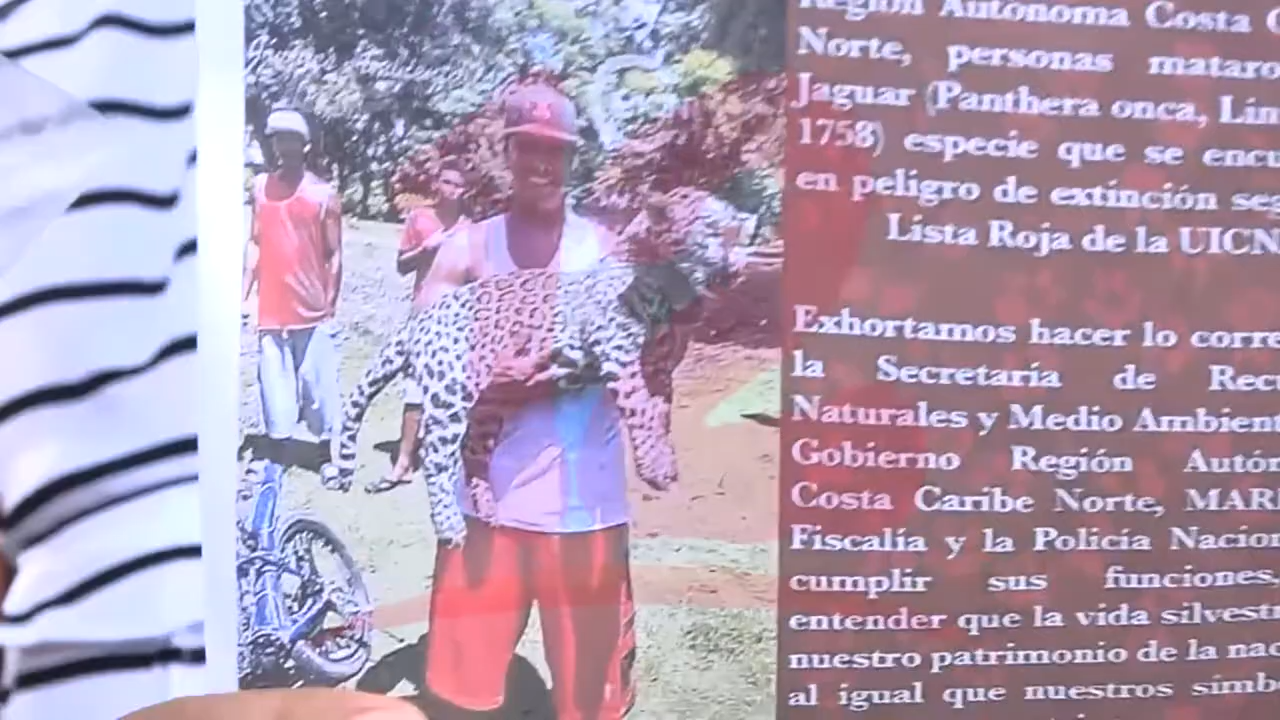 Región Autónoma Costa C
Norte, personas mataro
Jaguar (Panthera onca, Lin
1758) especie que se encu
en peligro de extinción seg
Lista Roja de la UICN
Exhortamos hacer lo corre
la Secretaría de Recu
Naturales y Medio Ambient
Gobierno Región Autón
Costa Caribe Norte, MAR
Fiscalía y la Policía Nacion
cumplir sus funciones,
entender que la vida silvestr
nuestro patrimonio de la nac
al igual que nuestros símbo